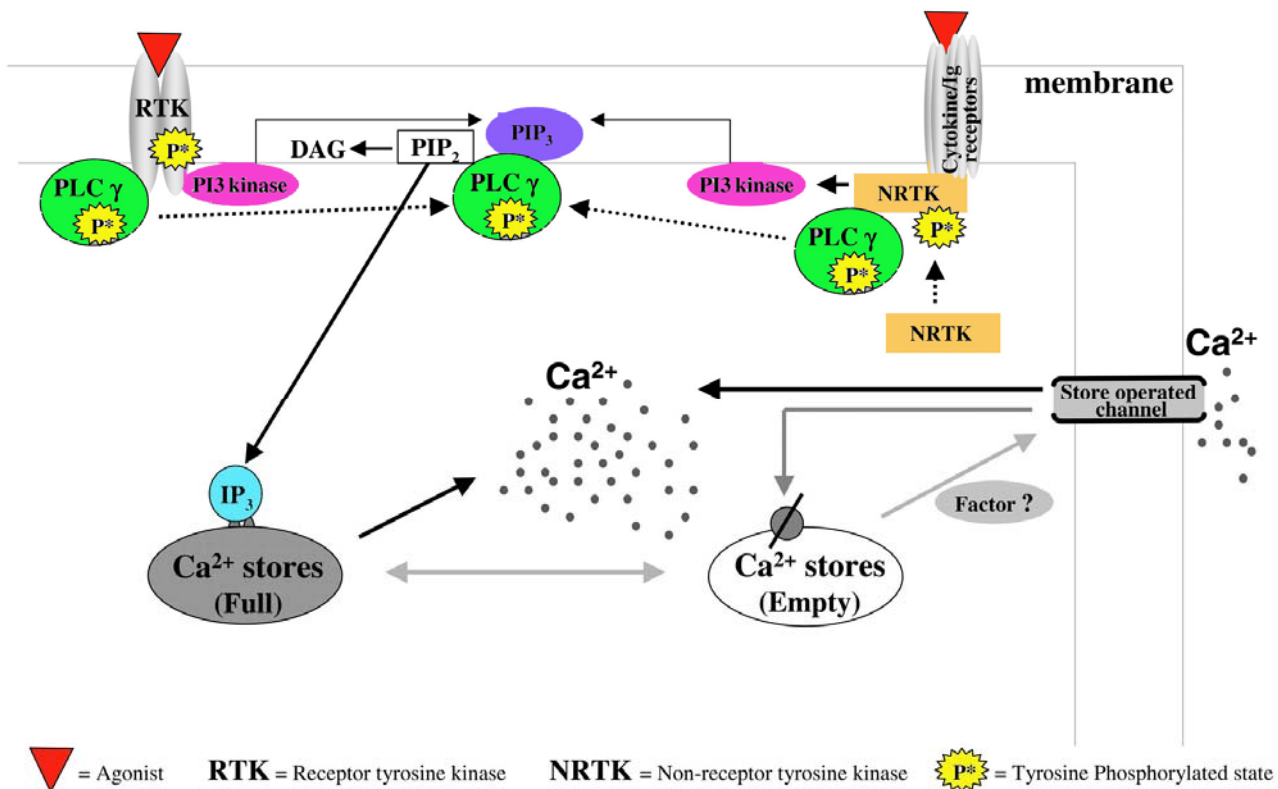 membrane
RTK
P*
Cytokine/Ig
receptors
DAG
PIP₂
PIP₃
PLC γ
P*
PI3 kinase
PLC γ
P*
PI3 kinase
NRTK
P*
PLC γ
P*
NRTK
Ca²⁺
Ca²⁺
Store operated
channel
IP₃
Factor ?
Ca²⁺ stores
(Full)
Ca²⁺ stores
(Empty)
= Agonist
RTK = Receptor tyrosine kinase
NRTK = Non-receptor tyrosine kinase
P* = Tyrosine Phosphorylated state